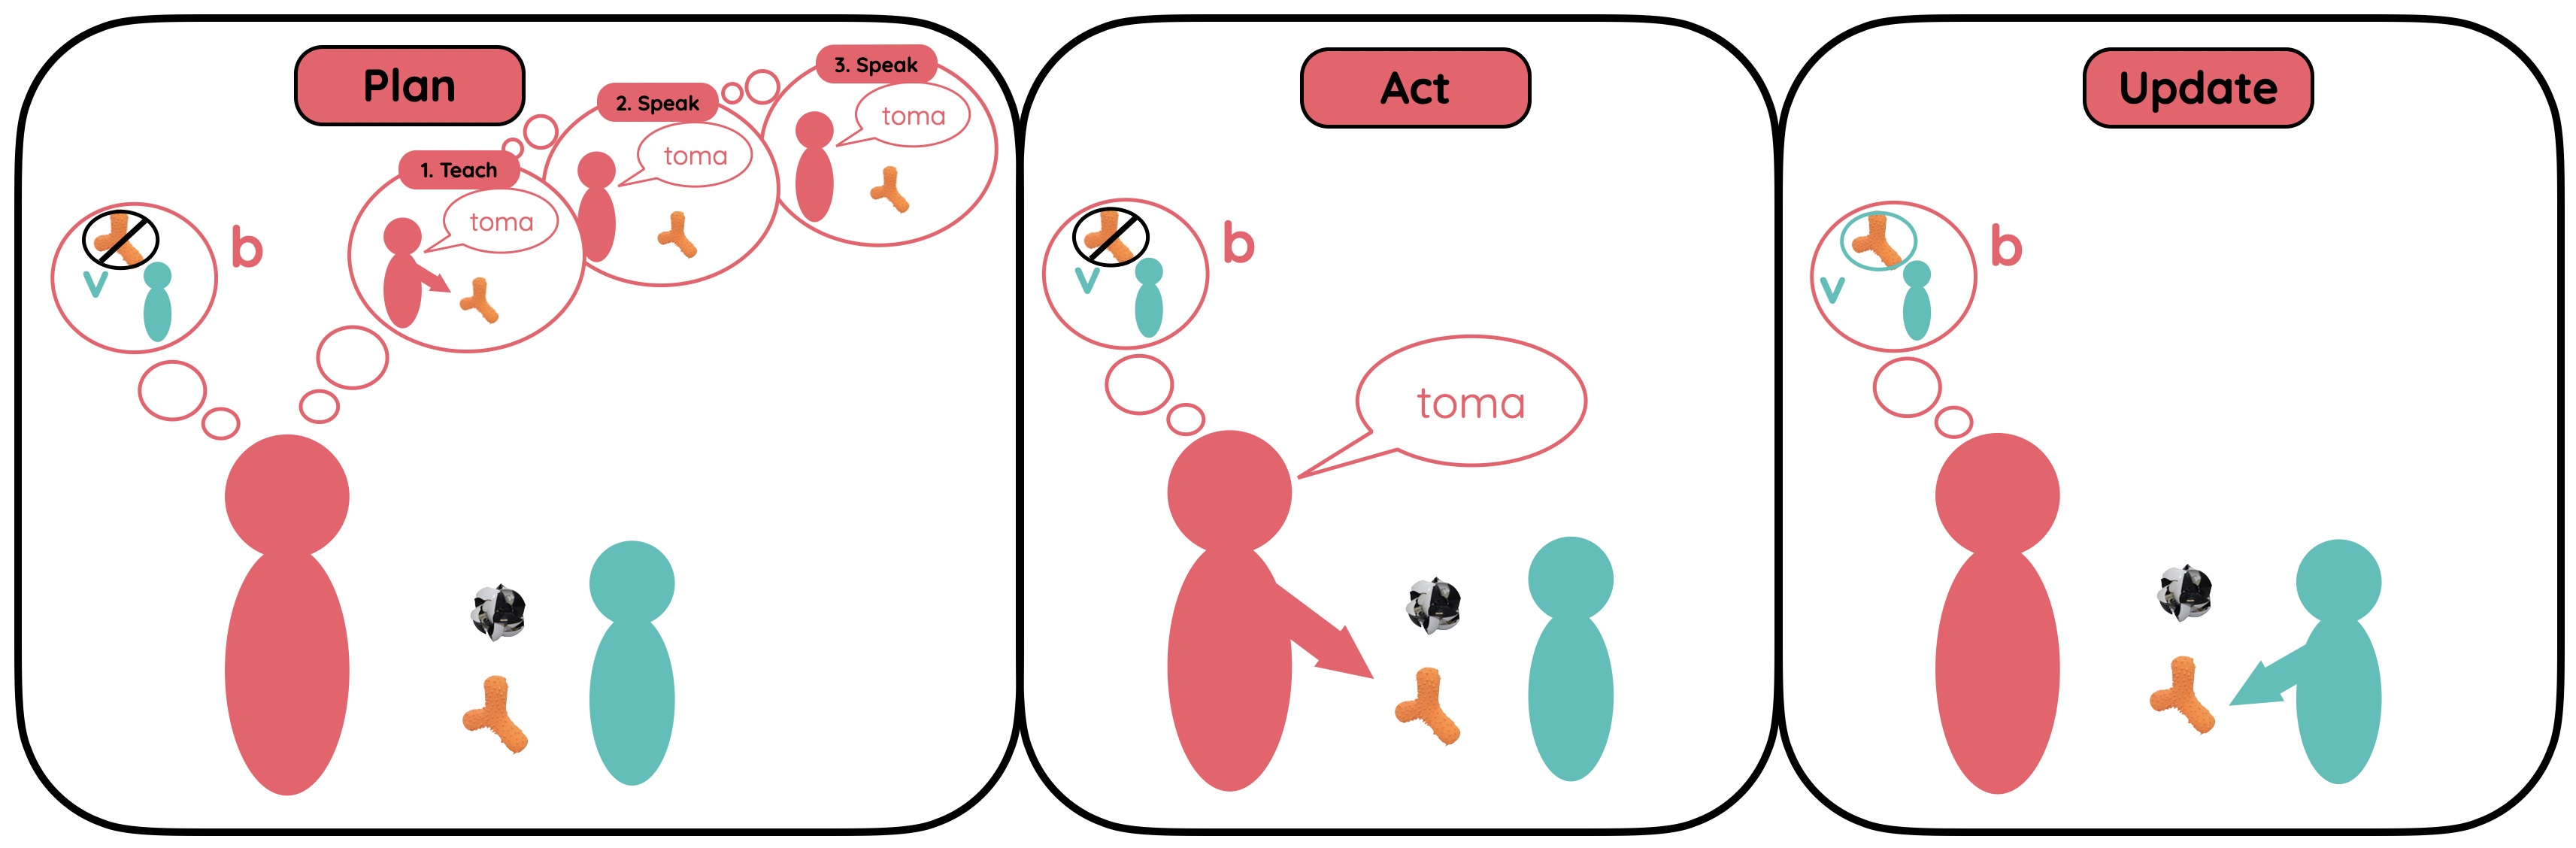 Plan
3. Speak
toma
2. Speak
toma
1. Teach
toma
b
v
Act
b
v
toma
Update
b
v